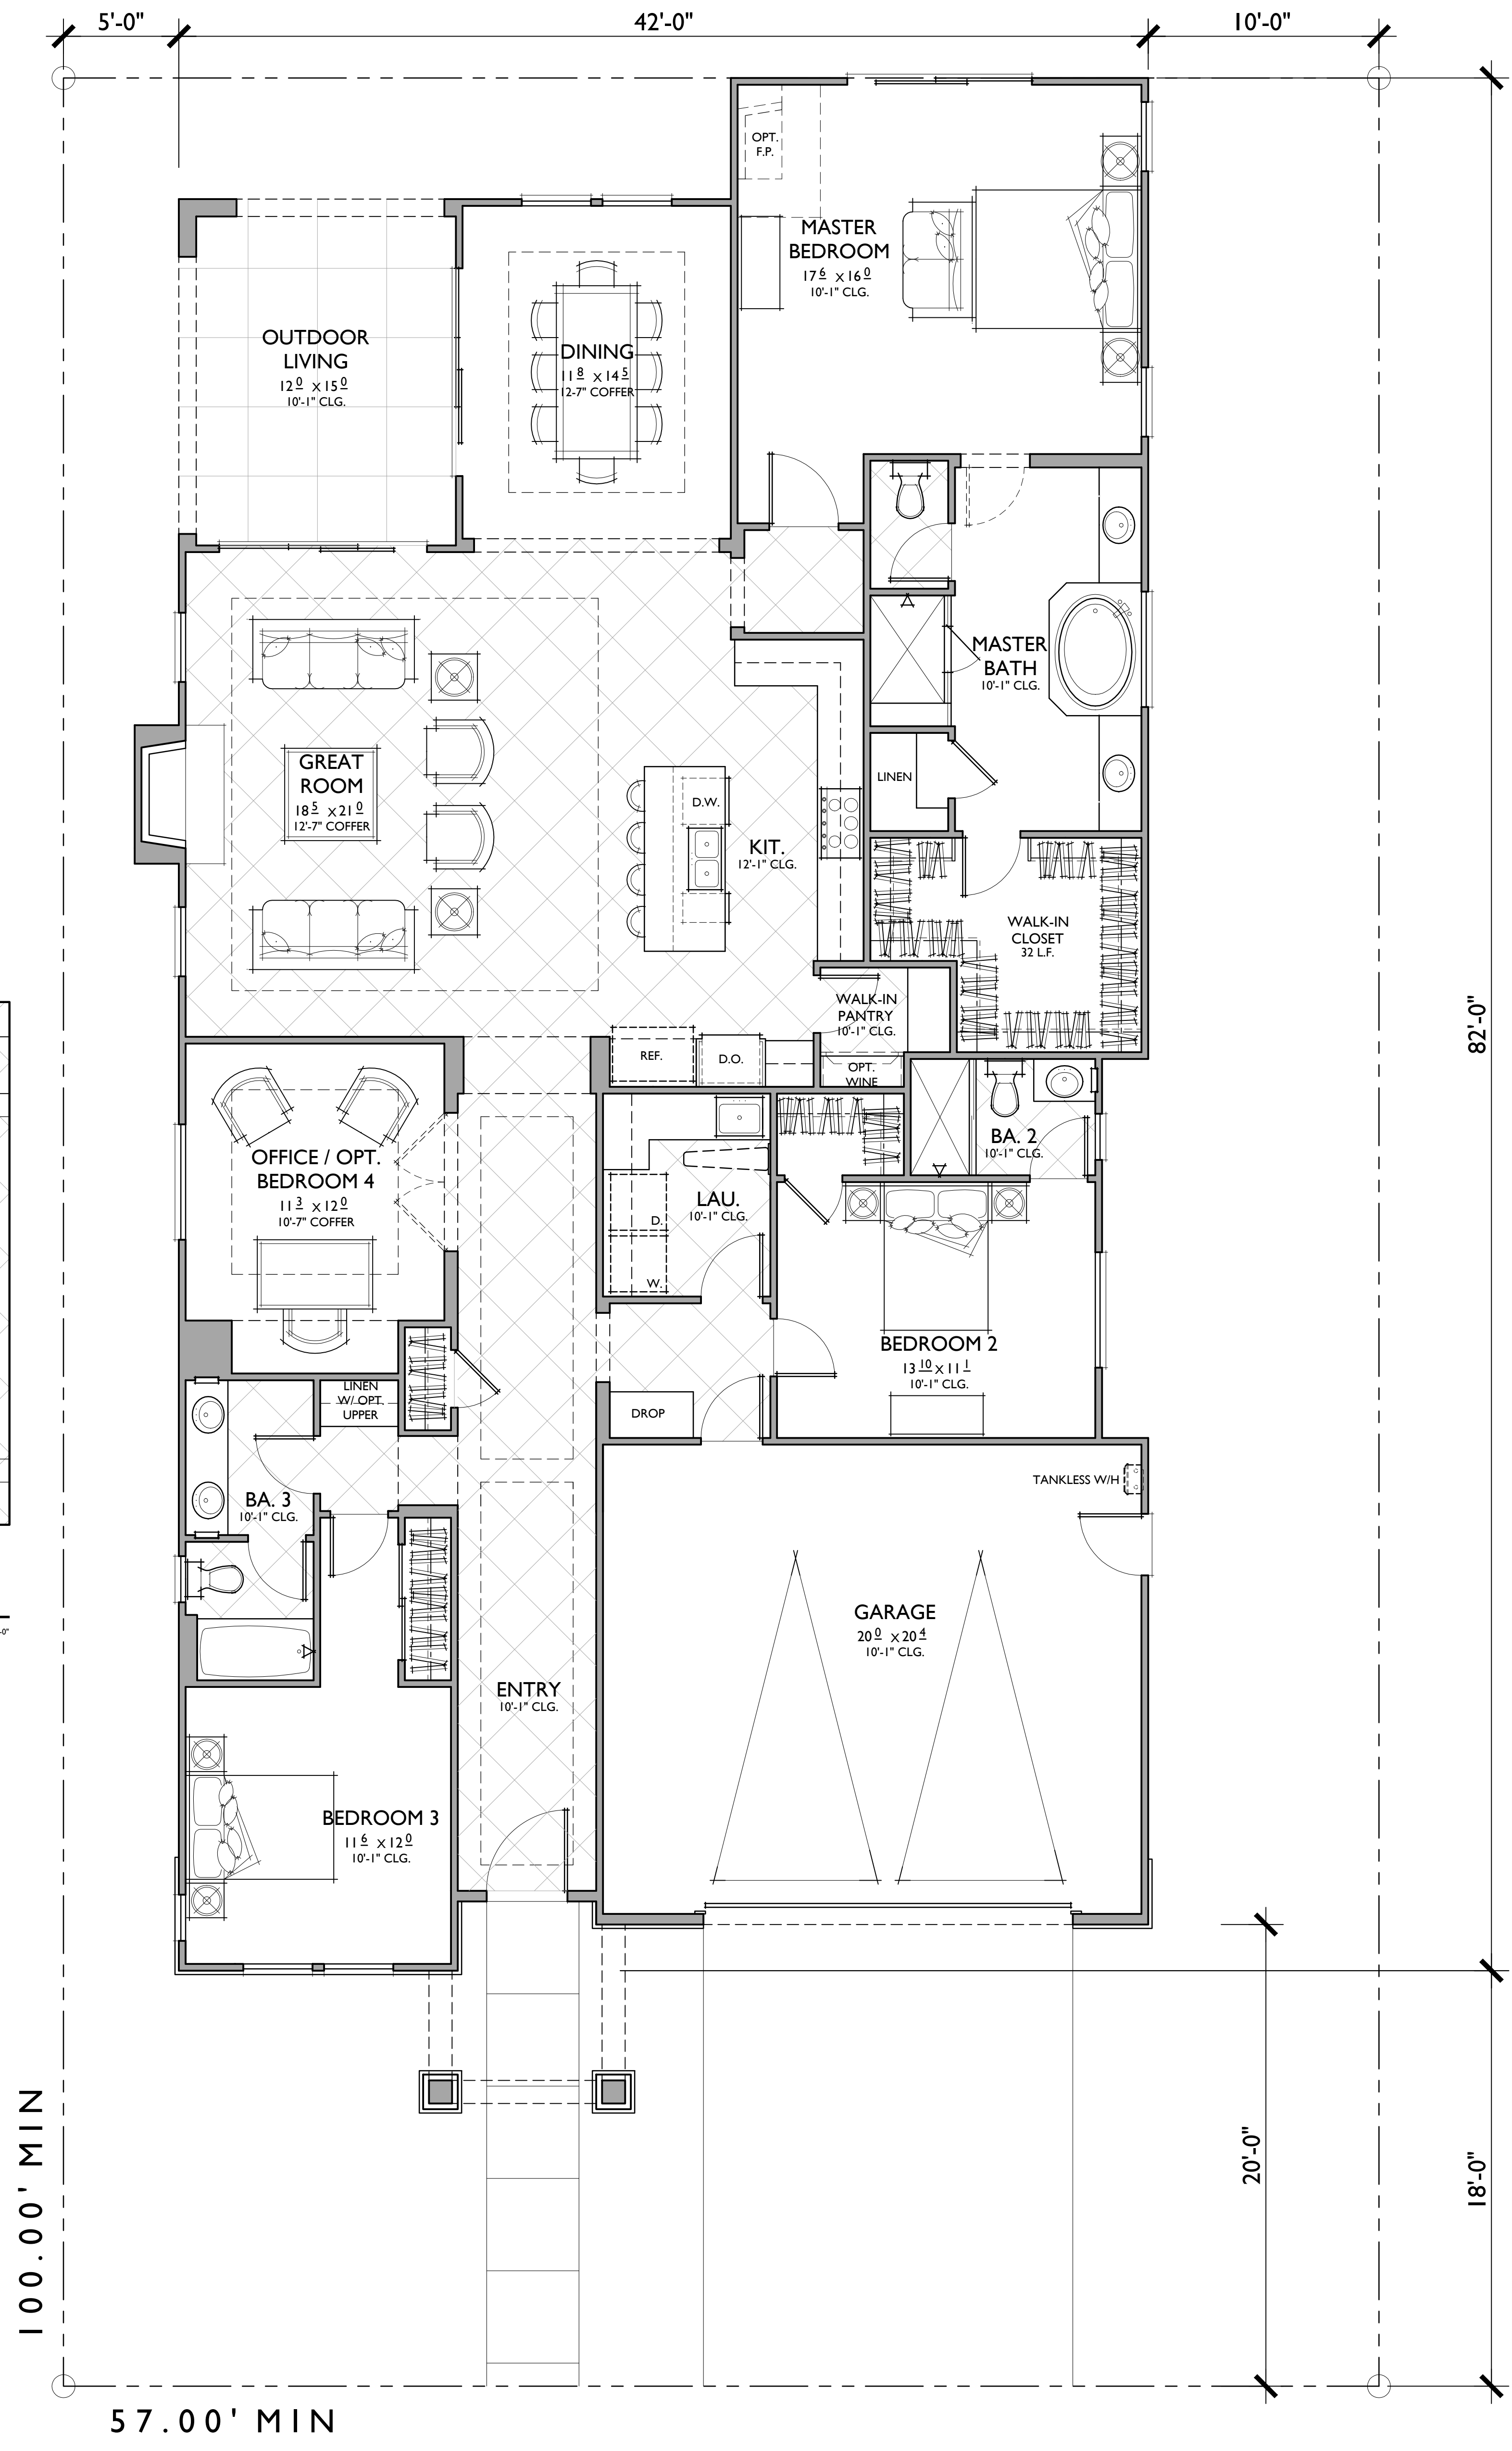 5'-0"
42'-0"
10'-0"
OPT.
F.P.
MASTER
BEDROOM
17 6 X 16 0
10'-1" CLG.
OUTDOOR
LIVING
12 0 X 15 0
10'-1" CLG.
DINING
11 8 X 14 5
12-7" COFFER
MASTER
BATH
10'-1" CLG.
GREAT
ROOM
18 5 X 21 0
12'-7" COFFER
LINEN
D.W.
KIT.
12'-1" CLG.
WALK-IN
CLOSET
32 L.F.
WALK-IN
PANTRY
10'-1" CLG.
82'-0"
REF.
D.O.
OPT.
WINE
BA. 2
10'-1" CLG.
OFFICE / OPT.
BEDROOM 4
11 3 X 12 0
10'-7" COFFER
LAU.
10'-1" CLG.
D.
W.
BEDROOM 2
13 10 X 11 1
10'-1" CLG.
LINEN
W/ OPT.
UPPER
DROP
TANKLESS W/H
BA. 3
10'-1" CLG.
GARAGE
20 0 X 20 4
10'-1" CLG.
-0"
ENTRY
10'-1" CLG.
BEDROOM 3
11 6 X 12 0
10'-1" CLG.
20'-0"
18'-0"
100.00' MIN
57.00' MIN